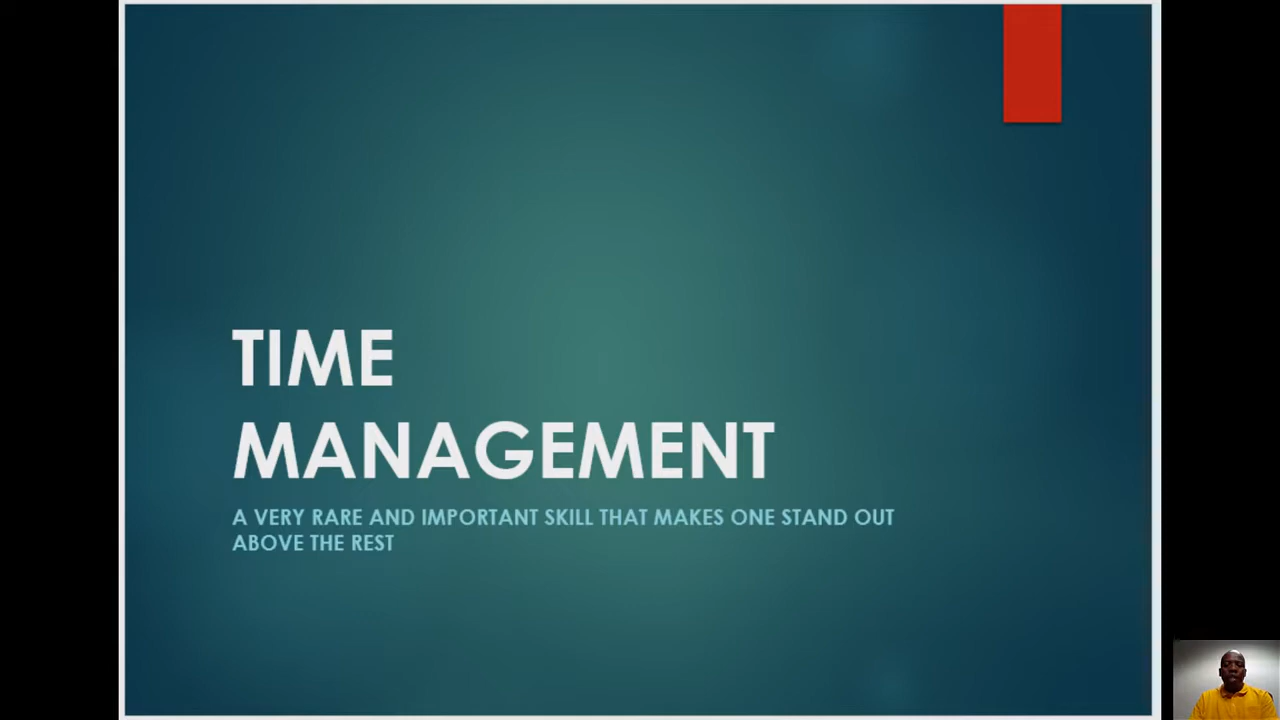 TIME
MANAGEMENT
A VERY RARE AND IMPORTANT SKILL THAT MAKES ONE STAND OUT
ABOVE THE REST